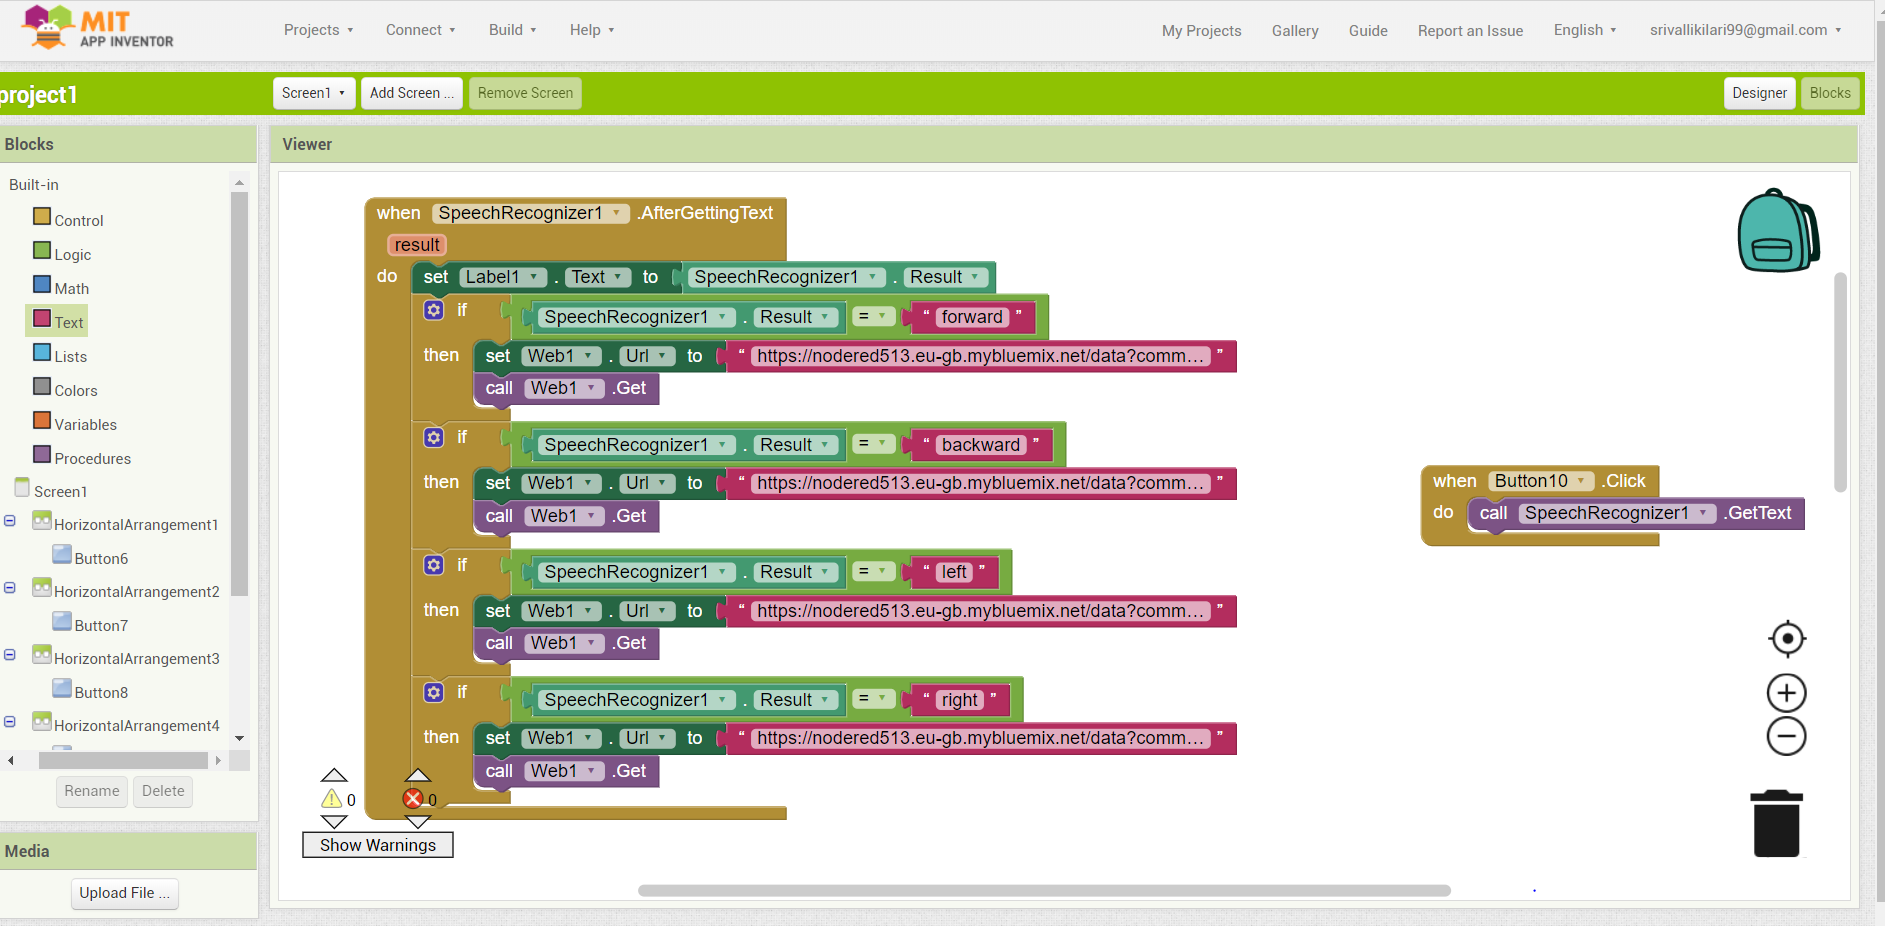 MIT
APP INVENTOR
Projects Connect Build Help My Projects Gallery Guide Report an Issue English srivallikilari99@gmail.com
project1 Screen1 Add Screen ... Remove Screen Designer Blocks
Blocks
Built-in
Control
Logic
Math
Text
Lists
Colors
Variables
Procedures
Screen1
HorizontalArrangement1
Button6
HorizontalArrangement2
Button7
HorizontalArrangement3
Button8
HorizontalArrangement4
Rename Delete
Media
Upload File ...
Viewer
when SpeechRecognizer1 .AfterGettingText
result
do set Label1 . Text to SpeechRecognizer1 . Result
if SpeechRecognizer1 . Result = “ forward ”
then set Web1 . Url to “ https://nodered513.eu-gb.mybluemix.net/data?comm... ”
call Web1 .Get
if SpeechRecognizer1 . Result = “ backward ”
then set Web1 . Url to “ https://nodered513.eu-gb.mybluemix.net/data?comm... ”
call Web1 .Get
if SpeechRecognizer1 . Result = “ left ”
then set Web1 . Url to “ https://nodered513.eu-gb.mybluemix.net/data?comm... ”
call Web1 .Get
if SpeechRecognizer1 . Result = “ right ”
then set Web1 . Url to “ https://nodered513.eu-gb.mybluemix.net/data?comm... ”
call Web1 .Get
0 0
Show Warnings
when Button10 .Click
do call SpeechRecognizer1 .GetText